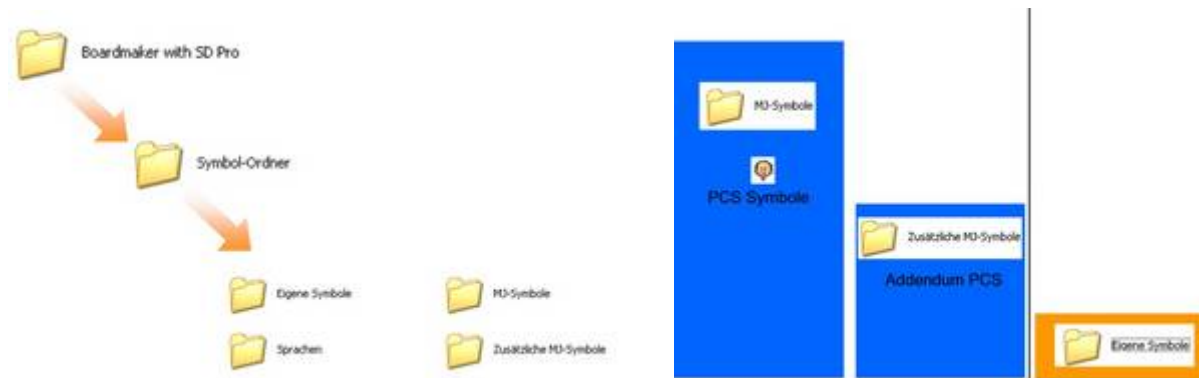 Boardmaker with SD Pro
Symbol-Ordner
Eigene Symbole
MJ-Symbole
Sprachen
Zusätzliche MJ-Symbole
MJ-Symbole
PCS Symbole
Zusätzliche MJ-Symbole
Addendum PCS
Eigene Symbole